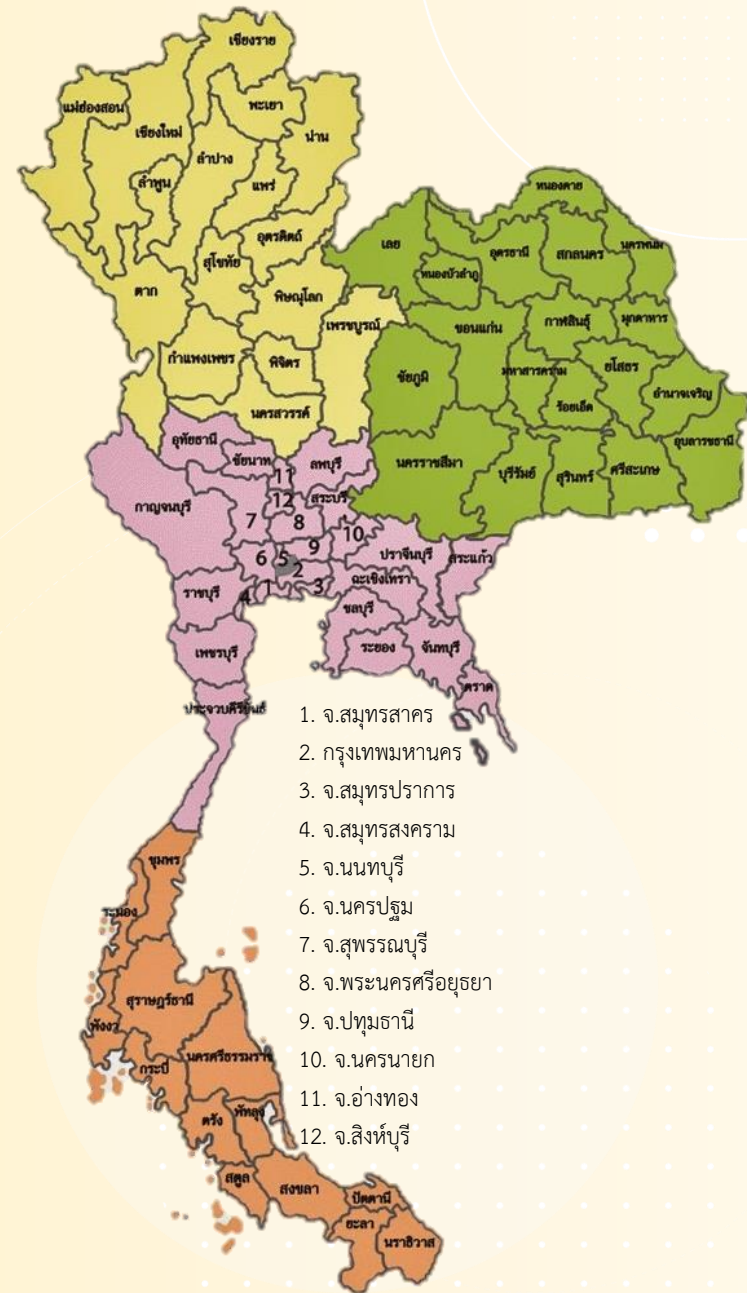 เชียงราย
แม่ฮ่องสอน
พะเยา
เชียงใหม่
น่าน
ลำปาง
ลำพูน
แพร่
อุตรดิตถ์
สุโขทัย
ตาก
พิษณุโลก
เพชรบูรณ์
กำแพงเพชร
พิจิตร
นครสวรรค์
หนองคาย
เลย
อุดรธานี
สกลนคร
นครพนม
หนองบัวลำภู
ขอนแก่น
กาฬสินธุ์
มุกดาหาร
ชัยภูมิ
มหาสารคาม
ยโสธร
ร้อยเอ็ด
อำนาจเจริญ
อุบลราชธานี
นครราชสีมา
บุรีรัมย์
สุรินทร์
ศรีสะเกษ
อุทัยธานี
ชัยนาท
ลพบุรี
11
กาญจนบุรี
12
สระบุรี
7
8
10
9
ปราจีนบุรี
สระแก้ว
6
5
2
ฉะเชิงเทรา
ราชบุรี
4
1
3
ชลบุรี
เพชรบุรี
ระยอง
จันทบุรี
ตราด
ประจวบคีรีขันธ์
1. จ.สมุทรสาคร
2. กรุงเทพมหานคร
3. จ.สมุทรปราการ
4. จ.สมุทรสงคราม
5. จ.นนทบุรี
6. จ.นครปฐม
7. จ.สุพรรณบุรี
8. จ.พระนครศรีอยุธยา
9. จ.ปทุมธานี
10. จ.นครนายก
11. จ.อ่างทอง
12. จ.สิงห์บุรี
ชุมพร
ระนอง
สุราษฎร์ธานี
พังงา
กระบี่
นครศรีธรรมราช
ตรัง
พัทลุง
สตูล
สงขลา
ปัตตานี
ยะลา
นราธิวาส